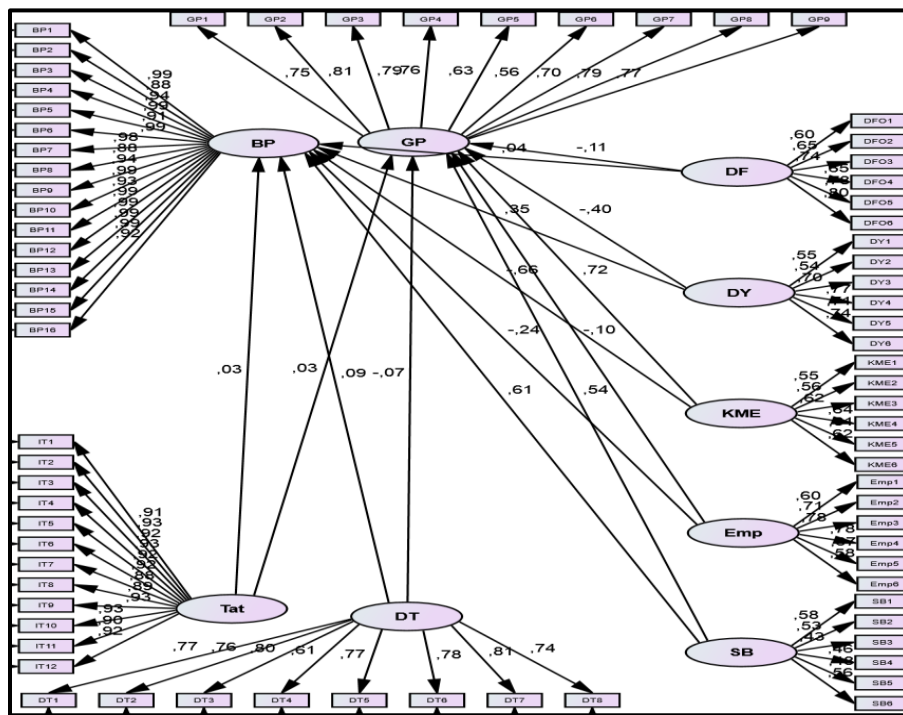 GP1 GP2 GP3 GP4 GP5 GP6 GP7 GP8 GP9
BP1
BP2
BP3
BP4
BP5
BP6
BP7
BP8
BP9
BP10
BP11
BP12
BP13
BP14
BP15
BP16
,99
,88
,94
,99
,91
,99
,98
,88
,94
,99
,93
,99
,99
,99
,99
,92
,75 ,81 ,79 ,76 ,63 ,56 ,70 ,79 ,77
BP GP
,04 -,11
DF
,60
,65
,74
,65
,80
DFO1
DFO2
DFO3
DFO4
DFO5
DFO6
,35 -,40
DY
,55
,54
,70
,77
,74
DY1
DY2
DY3
DY4
DY5
DY6
-,66 ,72
KME
,55
,56
,62
,64
,62
KME1
KME2
KME3
KME4
KME5
KME6
-,24 -,10
Emp
,60
,71
,78
,78
,58
Emp1
Emp2
Emp3
Emp4
Emp5
Emp6
,61 ,54
SB
,58
,53
,43
,46
,56
SB1
SB2
SB3
SB4
SB5
SB6
,03 ,03 ,09 -,07
IT1
IT2
IT3
IT4
IT5
IT6
IT7
IT8
IT9
IT10
IT11
IT12
,91
,93
,92
,93
,92
,92
,88
,89
,93
,93
,90
,92
Tat DT
,77 ,76 ,80 ,61 ,77 ,78 ,81 ,74
DT1 DT2 DT3 DT4 DT5 DT6 DT7 DT8